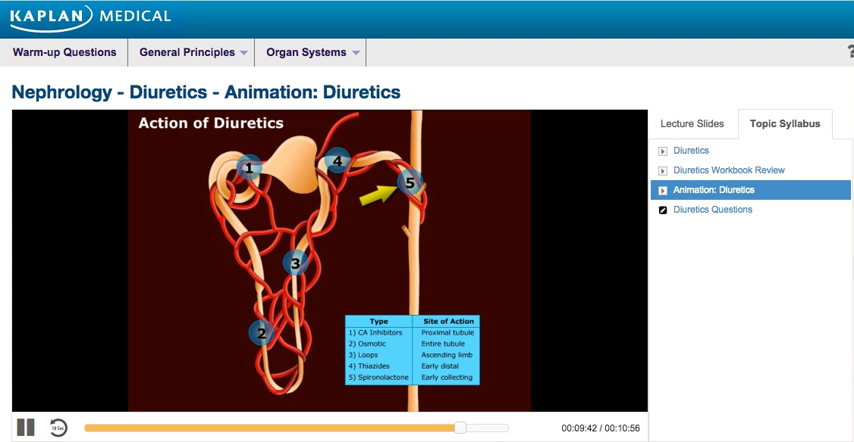 KAPLAN MEDICAL
Warm-up Questions General Principles Organ Systems ?
Nephrology - Diuretics - Animation: Diuretics
Action of Diuretics
1
4
5
3
2
Type Site of Action
1) CA Inhibitors Proximal tubule
2) Osmotic Entire tubule
3) Loops Ascending limb
4) Thiazides Early distal
5) Spironolactone Early collecting
Lecture Slides Topic Syllabus
Diuretics
Diuretics Workbook Review
Animation: Diuretics
Diuretics Questions
10 Sec 00:09:42 / 00:10:56